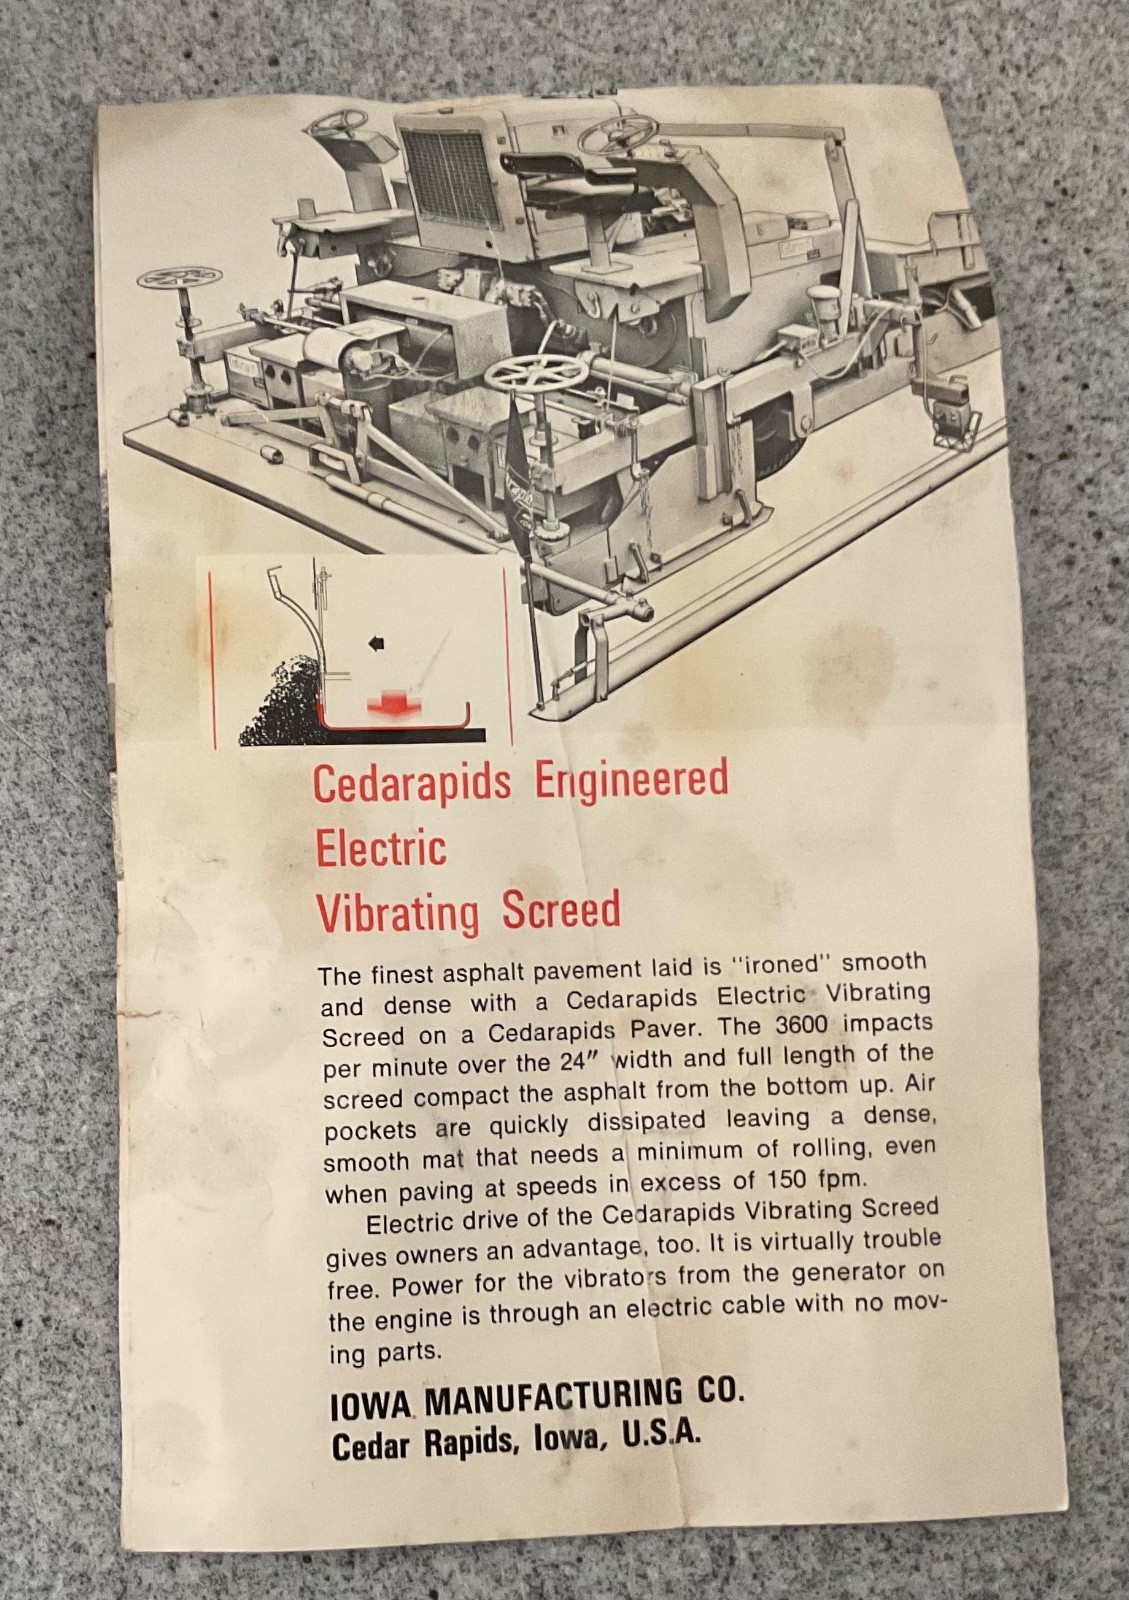 Cedarapids Engineered
Electric
Vibrating Screed
The finest asphalt pavement laid is "ironed" smooth
and dense with a Cedarapids Electric Vibrating
Screed on a Cedarapids Paver. The 3600 impacts
per minute over the 24" width and full length of the
screed compact the asphalt from the bottom up. Air
pockets are quickly dissipated leaving a dense,
smooth mat that needs a minimum of rolling, even
when paving at speeds in excess of 150 fpm.
Electric drive of the Cedarapids Vibrating Screed
gives owners an advantage, too. It is virtually trouble
free. Power for the vibrators from the generator on
the engine is through an electric cable with no mov-
ing parts.
IOWA MANUFACTURING CO.
Cedar Rapids, Iowa, U.S.A.